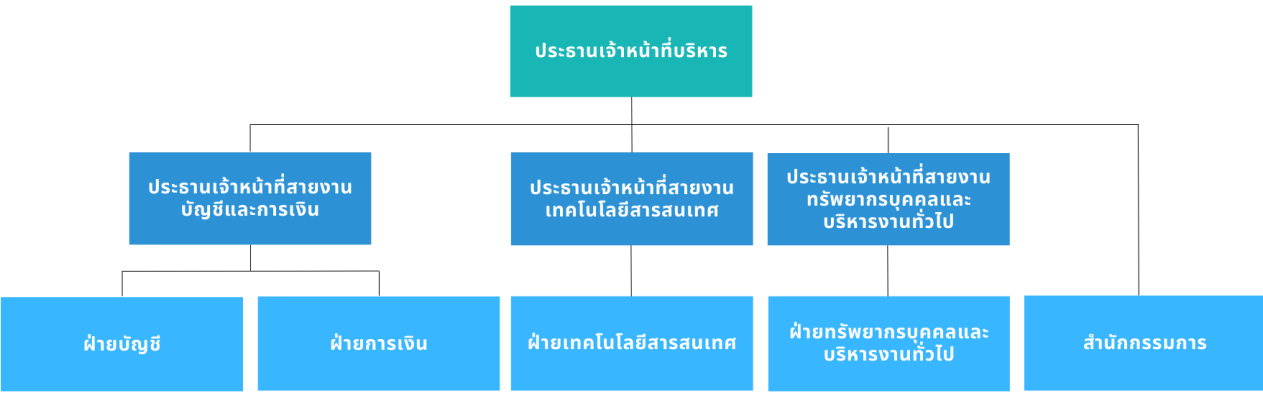 ประธานเจ้าหน้าที่บริหาร
ประธานเจ้าหน้าที่สายงาน
บัญชีและการเงิน
ประธานเจ้าหน้าที่สายงาน
เทคโนโลยีสารสนเทศ
ประธานเจ้าหน้าที่สายงาน
ทรัพยากรบุคคลและ
บริหารงานทั่วไป
ฝ่ายบัญชี
ฝ่ายการเงิน
ฝ่ายเทคโนโลยีสารสนเทศ
ฝ่ายทรัพยากรบุคคลและ
บริหารงานทั่วไป
สำนักกรรมการ